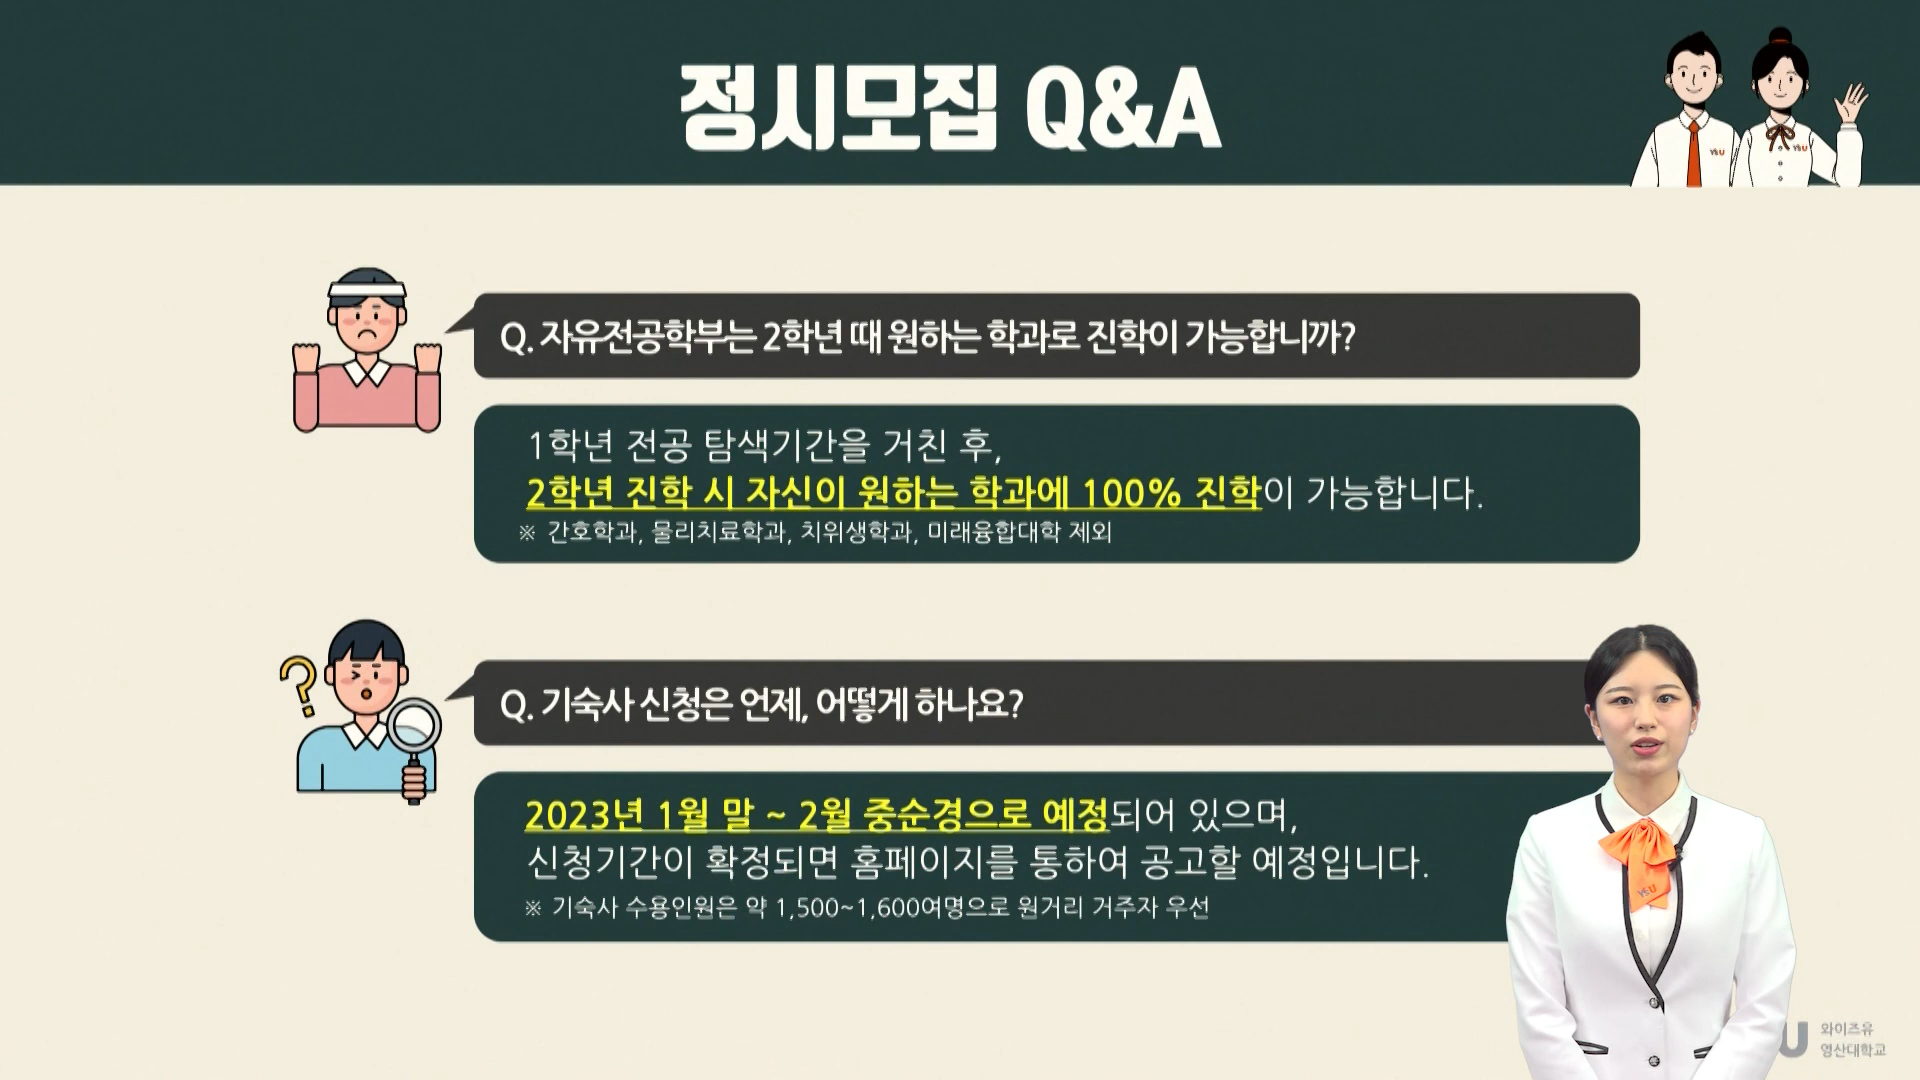 정시모집 Q&A
Q. 자유전공학부는 2학년 때 원하는 학과로 진학이 가능합니까?
1학년 전공 탐색기간을 거친 후,
2학년 진학 시 자신이 원하는 학과에 100% 진학이 가능합니다.
※ 간호학과, 물리치료학과, 치위생학과, 미래융합대학 제외
Q. 기숙사 신청은 언제, 어떻게 하나요?
2023년 1월 말 ~ 2월 중순경으로 예정되어 있으며,
신청기간이 확정되면 홈페이지를 통하여 공고할 예정입니다.
※ 기숙사 수용인원은 약 1,500~1,600여명으로 원거리 거주자 우선
YSU
YSU
YSU
U 와이즈유
영산대학교